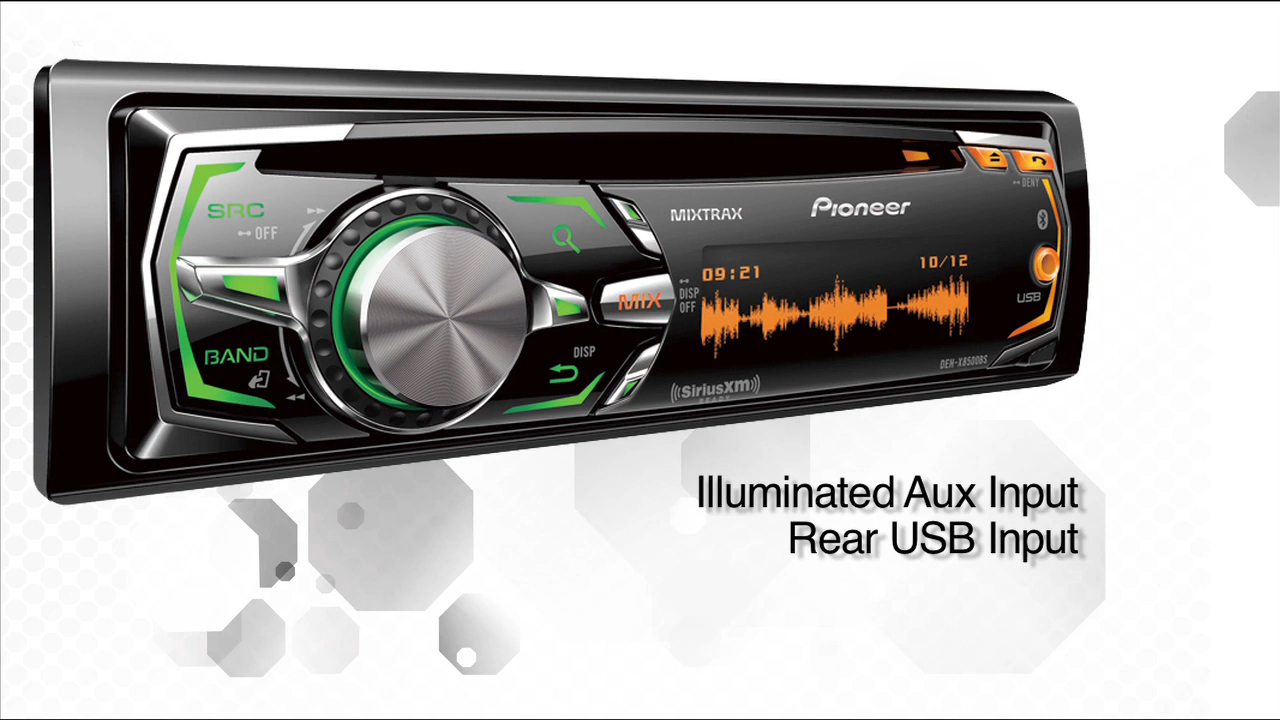 SRC
OFF
BAND
DISP
MIX
DISP
OFF
MIXTRAX
Pioneer
09:21
10/12
DENY
USB
DEH-X8500BS
((SiriusXm))
READY
Illuminated Aux Input
Rear USB Input